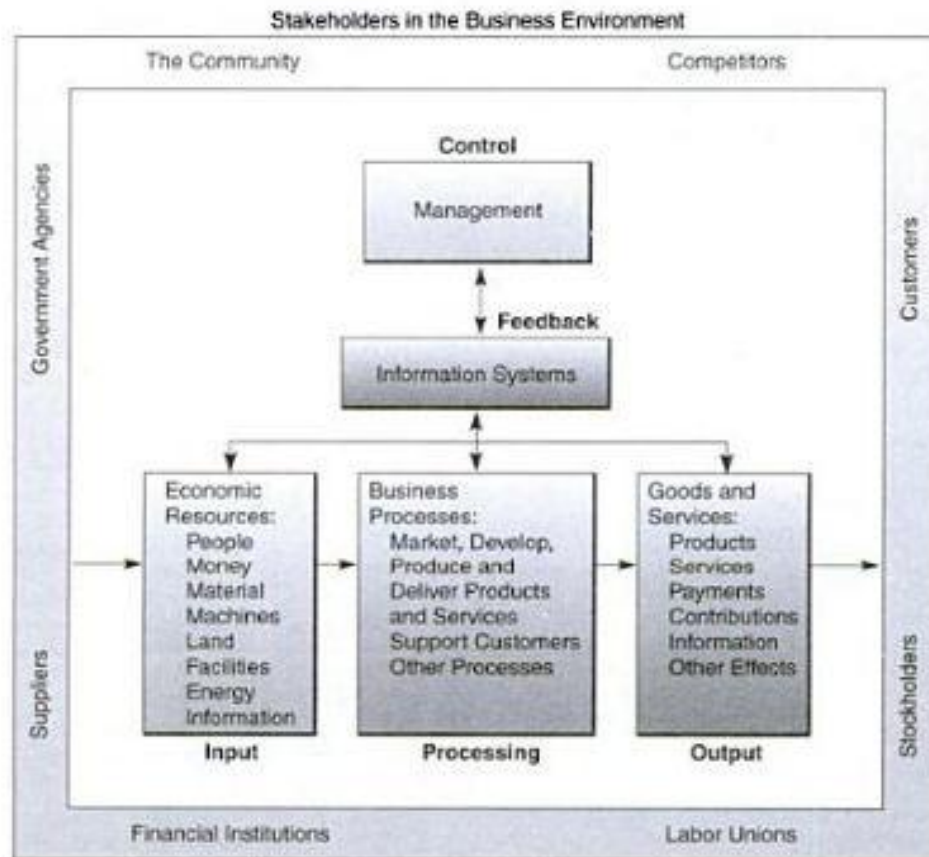 Stakeholders in the Business Environment
The Community
Competitors
Government Agencies
Customers
Control
Management
Feedback
Information Systems
Economic
Resources:
People
Money
Material
Machines
Land
Facilities
Energy
Information
Input
Business
Processes:
Market, Develop,
Produce and
Deliver Products
and Services
Support Customers
Other Processes
Processing
Goods and
Services:
Products
Services
Payments
Contributions
Information
Other Effects
Output
Suppliers
Stockholders
Financial Institutions
Labor Unions